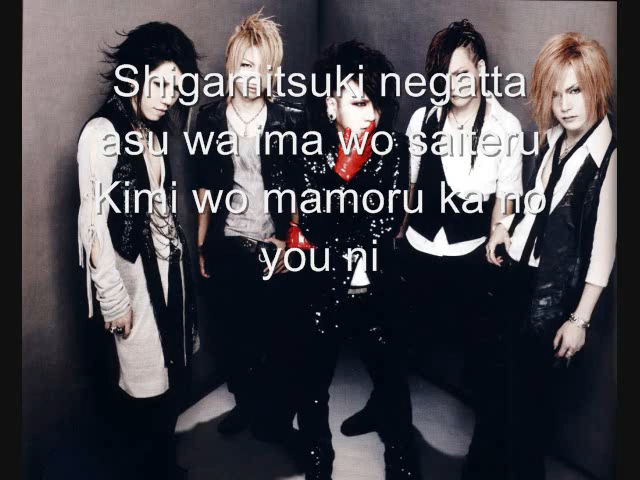 Shigamitsuki negatta
asu wa ima wo saiteru
Kimi wo mamoru ka no
you ni